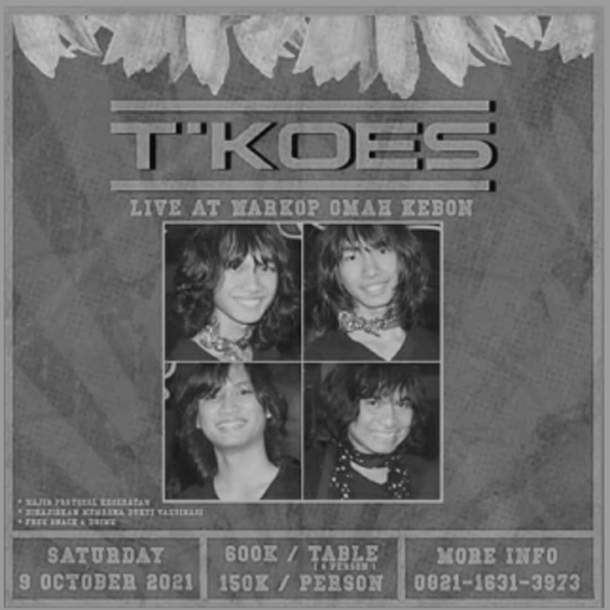 T'KOES
LIVE AT WARKOP OMAH KEBON
* WAJIB PROTOKOL KESEHATAN
* DIWAJIBKAN MEMBAWA BUKTI VAKSINASI
* FREE SNACK & DRINK
SATURDAY
9 OCTOBER 2021
600K / TABLE
( 4 PERSON )
150K / PERSON
MORE INFO
0821-1631-3973